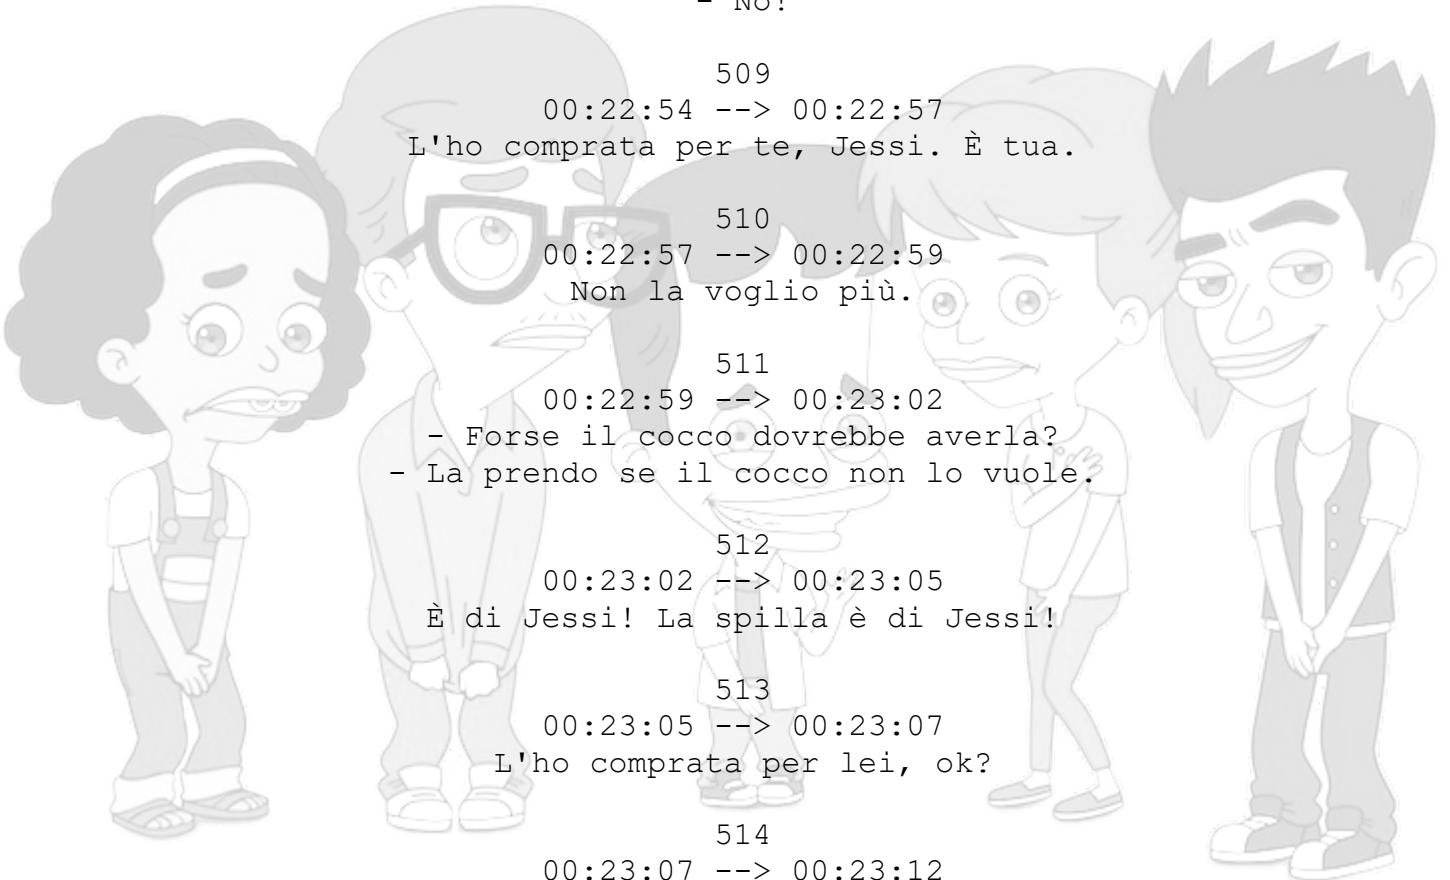 - No!
509
00:22:54 --> 00:22:57
L'ho comprata per te, Jessi. È tua.
510
00:22:57 --> 00:22:59
Non la voglio più.
511
00:22:59 --> 00:23:02
- Forse il cocco dovrebbe averla?
- La prendo se il cocco non lo vuole.
512
00:23:02 --> 00:23:05
È di Jessi! La spilla è di Jessi!
513
00:23:05 --> 00:23:07
L'ho comprata per lei, ok?
514
00:23:07 --> 00:23:12